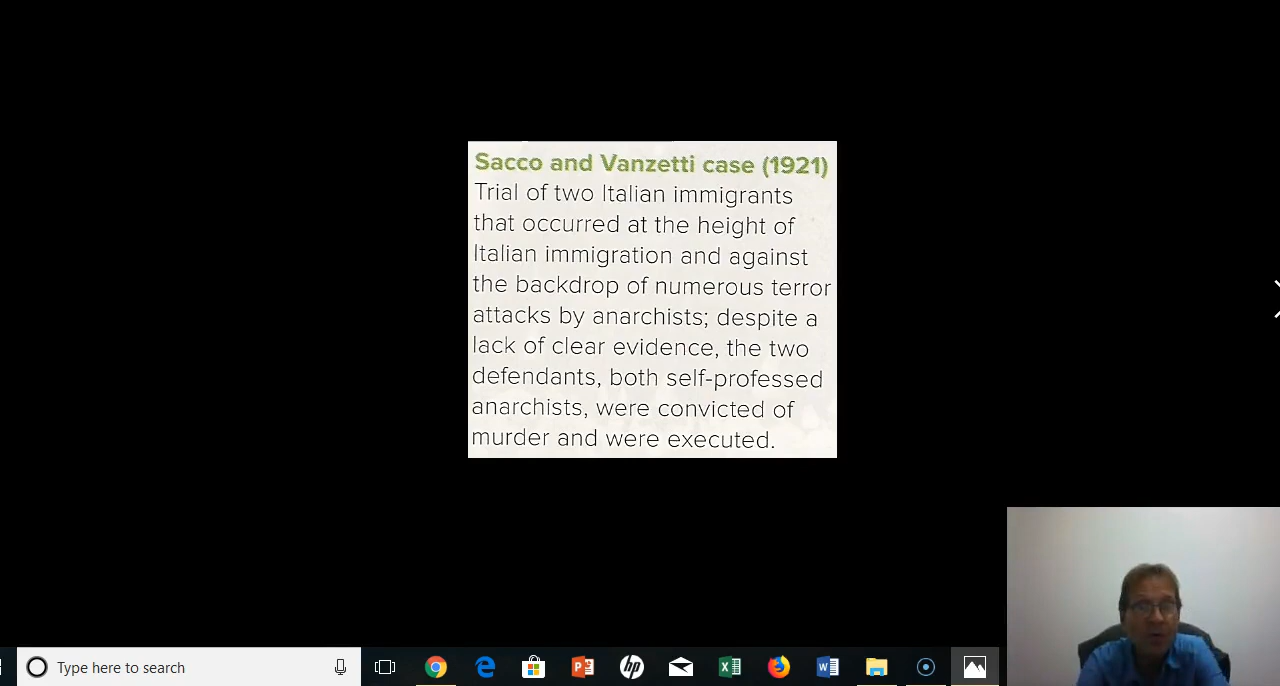 Sacco and Vanzetti case (1921)
Trial of two Italian immigrants
that occurred at the height of
Italian immigration and against
the backdrop of numerous terror
attacks by anarchists; despite a
lack of clear evidence, the two
defendants, both self-professed
anarchists, were convicted of
murder and were executed.
Type here to search